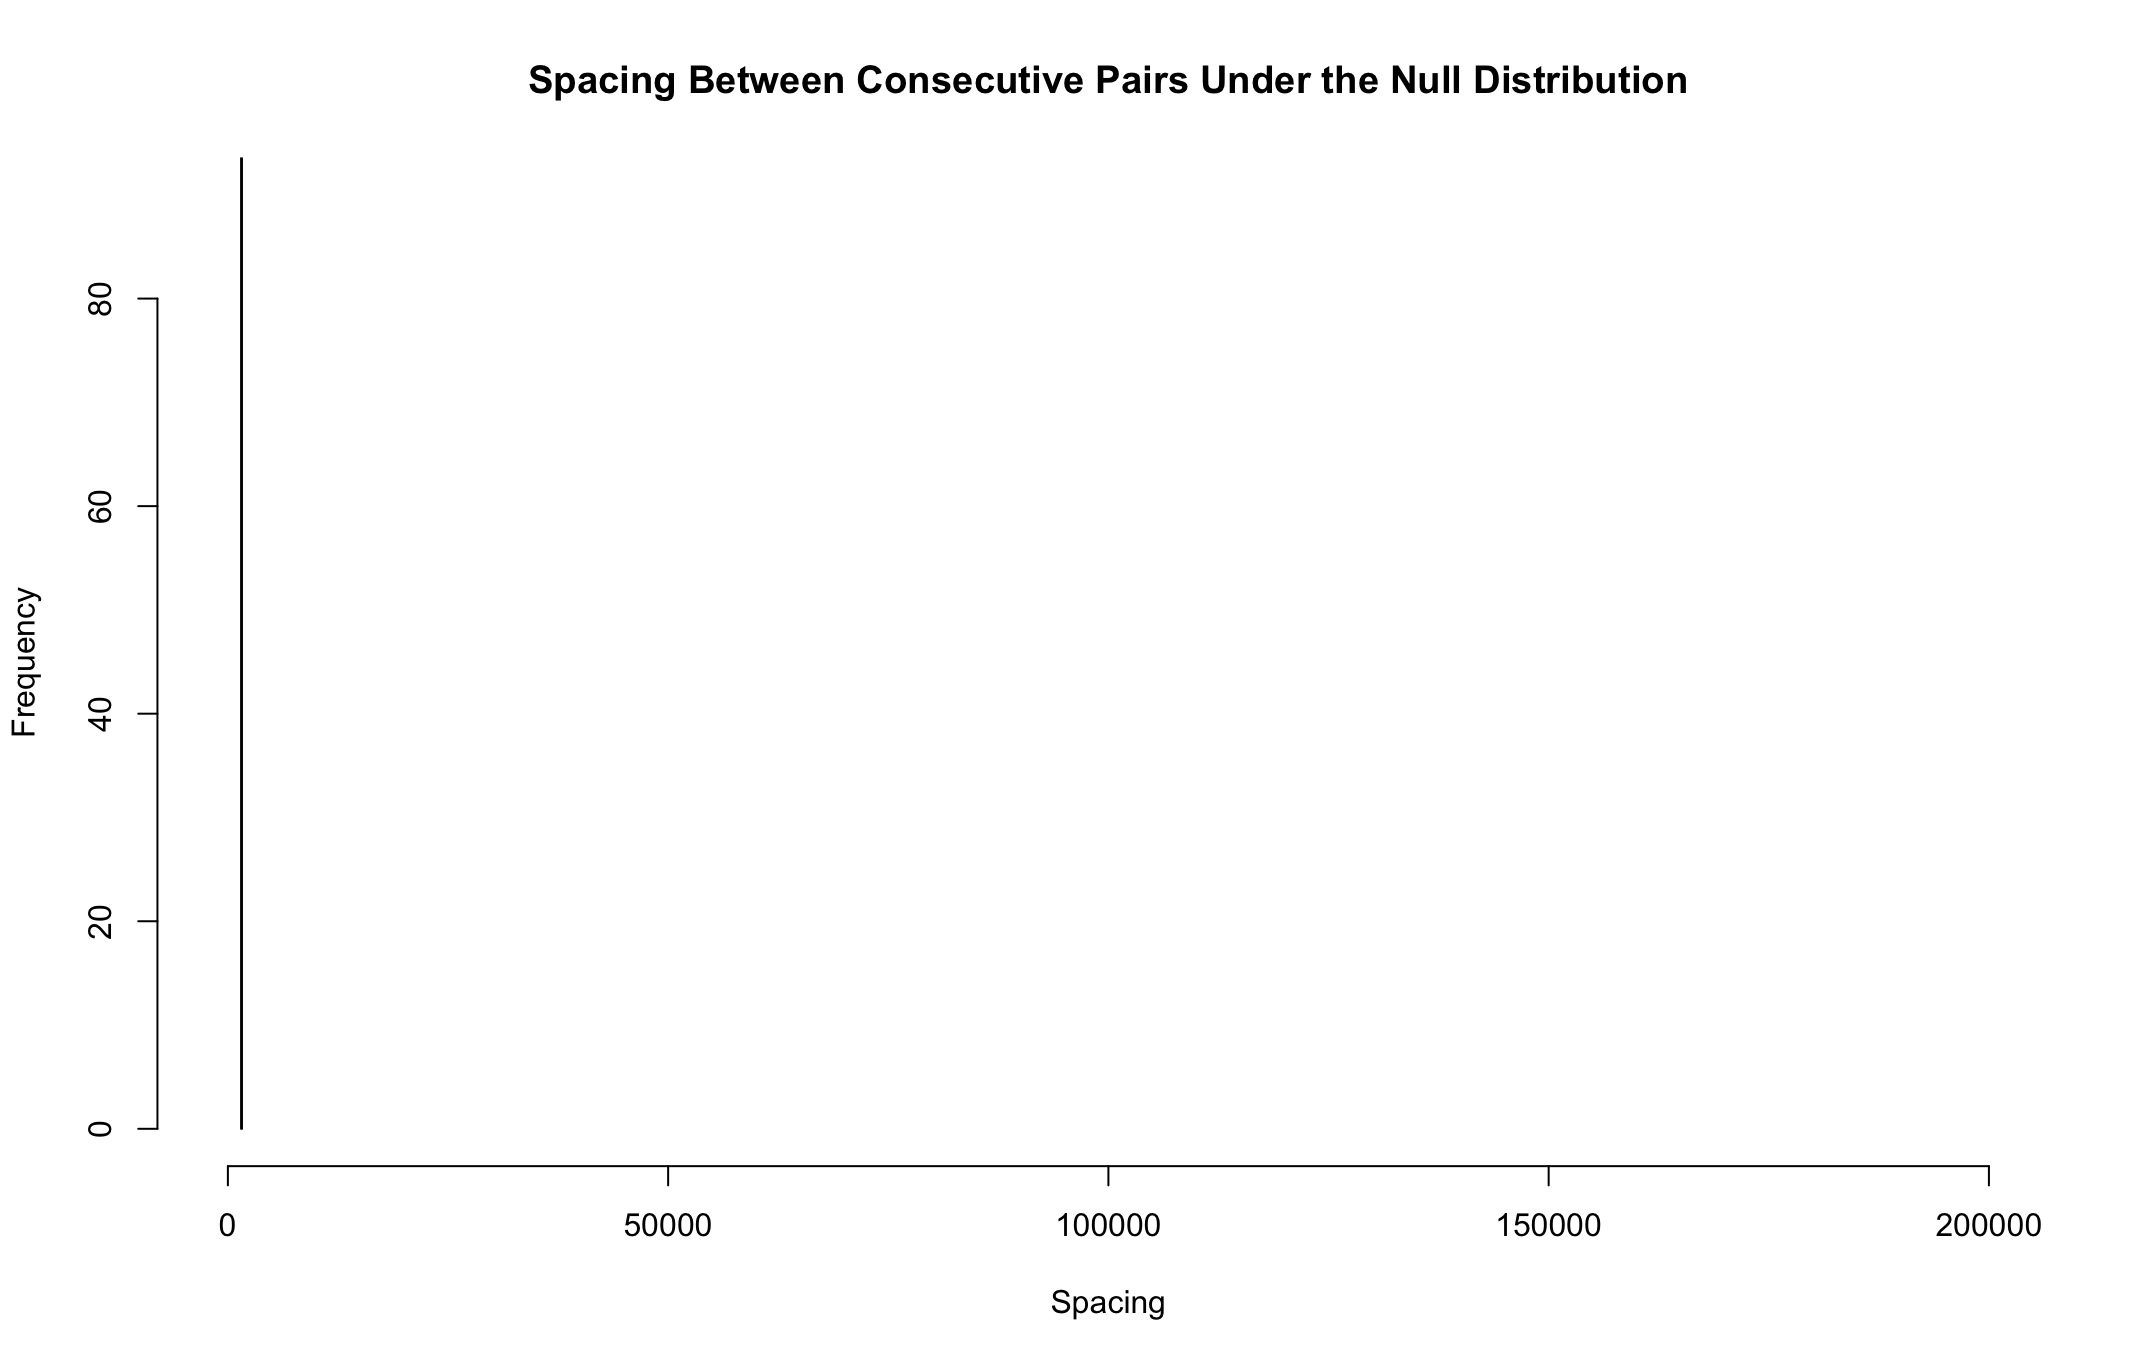 Spacing Between Consecutive Pairs Under the Null Distribution
80
60
40
20
0
Frequency
0 50000 100000 150000 200000
Spacing